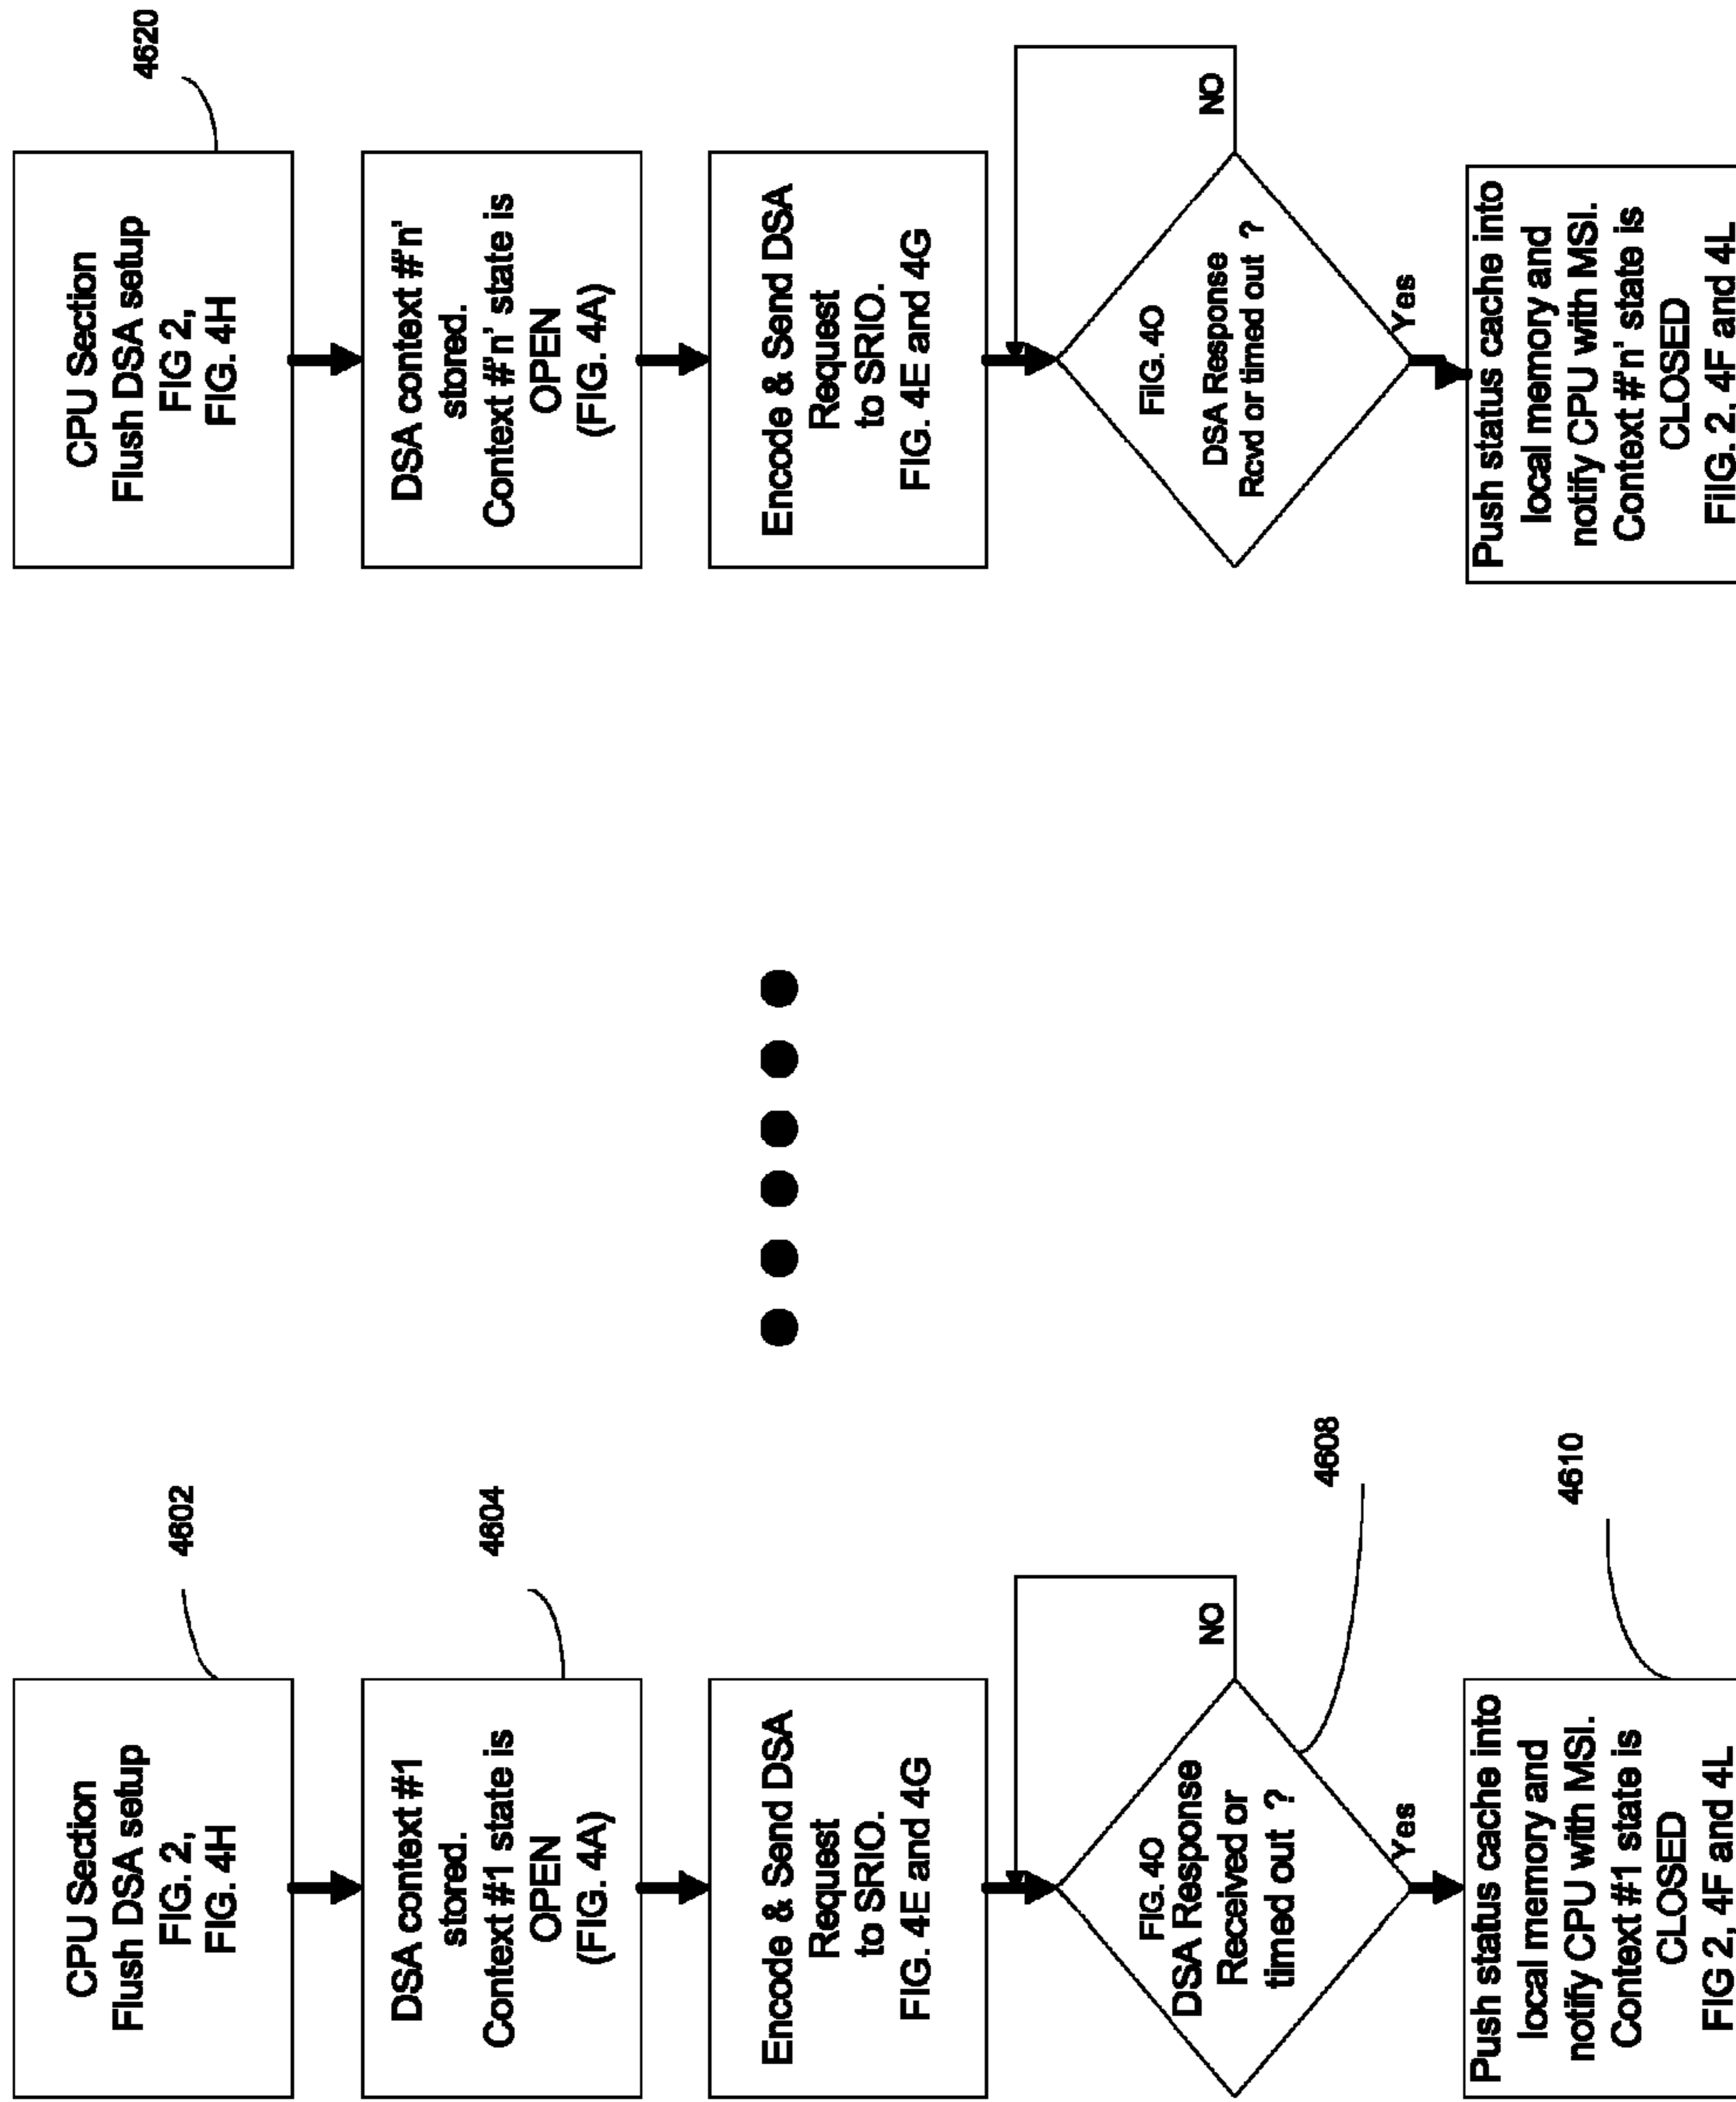 CPU Section
Flush DSA setup
FIG. 2,
FIG. 4H
4602
DSA context #1
stored.
Context #1 state is
OPEN
(FIG. 4A)
4604
Encode & Send DSA
Request
to SRIO.
FIG. 4E and 4G
FIG. 4O
DSA Response
Received or
timed out ?
NO
4608
Yes
Push status cache into
local memory and
notify CPU with MSI.
Context #1 state is
CLOSED
FIG 2, 4F and 4L
4610
CPU Section
Flush DSA setup
FIG 2,
FIG. 4H
4620
DSA context #'n'
stored.
Context #'n' state is
OPEN
(FIG. 4A)
Encode & Send DSA
Request
to SRIO.
FIG. 4E and 4G
FiIG. 4O
DSA Response
Rcvd or timed out ?
NO
Yes
Push status cache into
local memory and
notify CPU with MSI.
Context #'n' state is
CLOSED
FiIG. 2, 4F and 4L